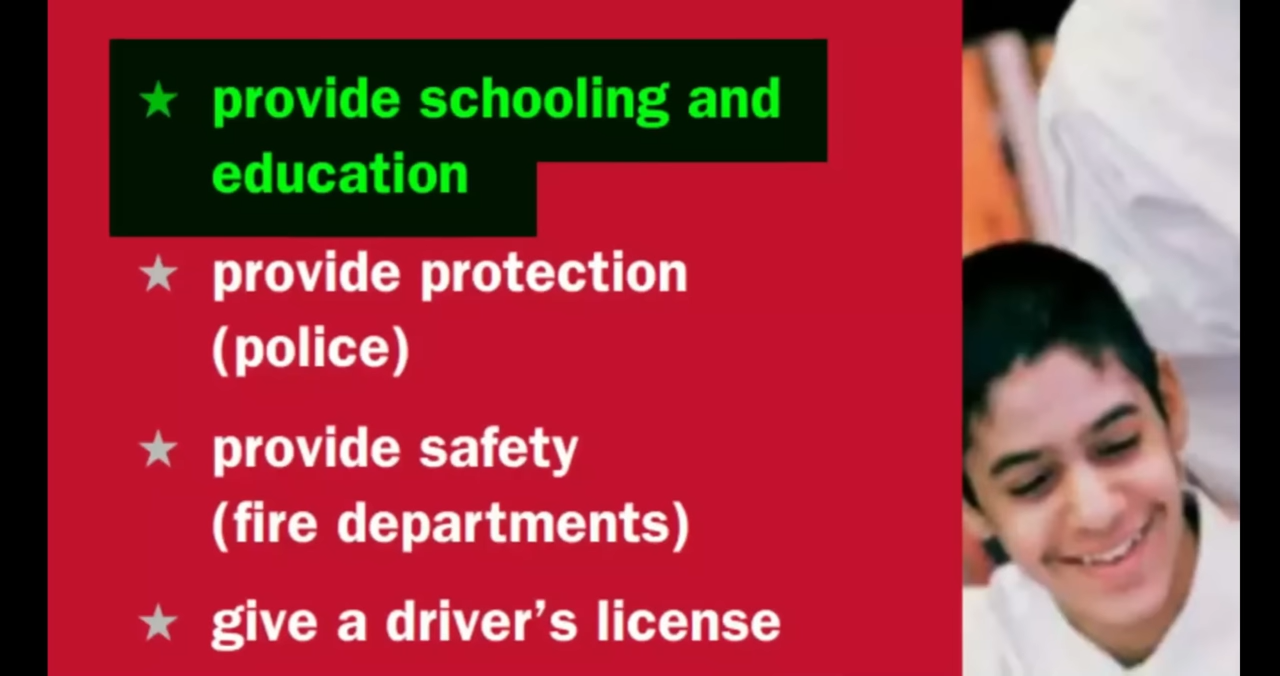 ★ provide schooling and
education
★ provide protection
(police)
★ provide safety
(fire departments)
★ give a driver’s license